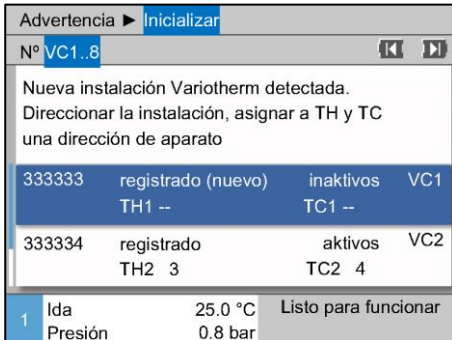 Advertencia ► Inicializar
Nº VC1..8
Nueva instalación Variotherm detectada.
Direccionar la instalación, asignar a TH y TC
una dirección de aparato
333333 registrado (nuevo) inaktivos VC1
TH1 -- TC1 --
333334 registrado aktivos VC2
TH2 3 TC2 4
1 Ida 25.0 °C Listo para funcionar
Presión 0.8 bar